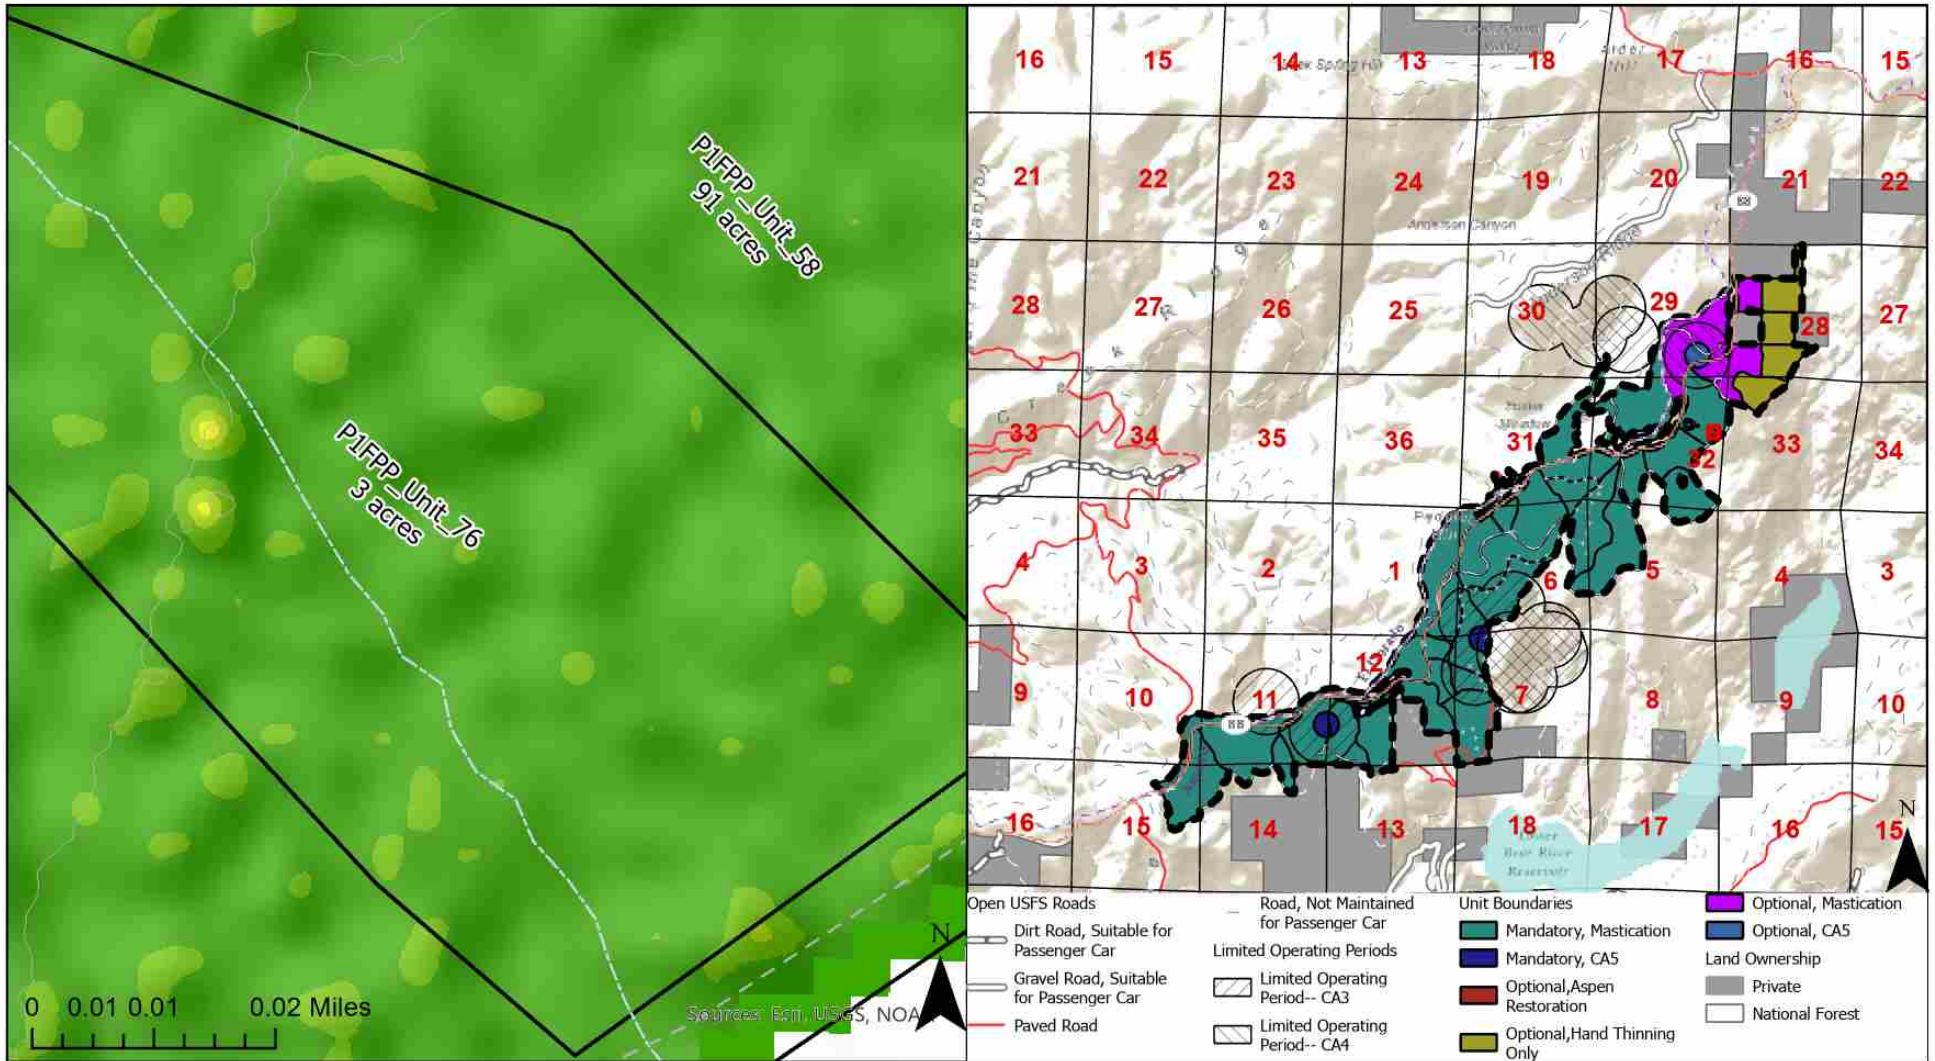 P1FPP_Unit_58
91 acres
P1FPP_Unit_76
3 acres
0 0.01 0.01 0.02 Miles
N
Sources: Esri, USGS, NOA
16 15 14 13 18 17 16 15
21 22 23 24 19 20 21 22
Anderson Canyon
88
28 27 26 25 30 29 28 27
33 34 35 36 31 32 33 34
4 3 2 1 6 5 4 3
9 10 11 12 7 8 9 10
88
16 15 14 13 18 17 16 15
Bear River
Reservoir
N
Open USFS Roads
Dirt Road, Suitable for
Passenger Car
Gravel Road, Suitable
for Passenger Car
Paved Road
Road, Not Maintained
for Passenger Car
Limited Operating Periods
Limited Operating
Period-- CA3
Limited Operating
Period-- CA4
Unit Boundaries
Mandatory, Mastication
Mandatory, CA5
Optional,Aspen
Restoration
Optional,Hand Thinning
Only
Optional, Mastication
Optional, CA5
Land Ownership
Private
National Forest